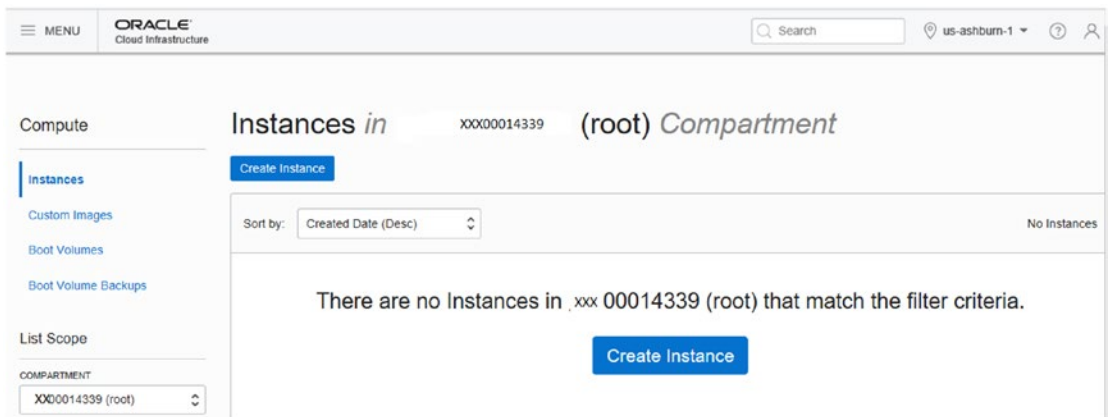 MENU
ORACLE
Cloud Infrastructure
Search
us-ashburn-1
Compute
Instances
Custom Images
Boot Volumes
Boot Volume Backups
List Scope
COMPARTMENT
XX00014339 (root)
Instances in XXX00014339 (root) Compartment
Create Instance
Sort by: Created Date (Desc)
No Instances
There are no Instances in xxx 00014339 (root) that match the filter criteria.
Create Instance